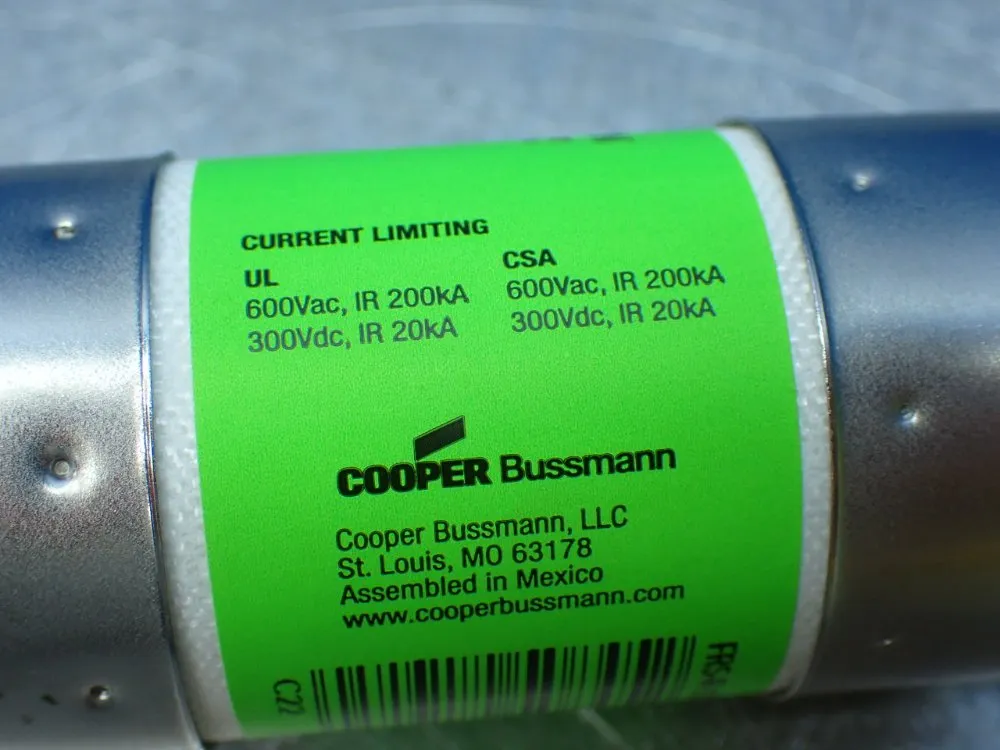 CURRENT LIMITING
UL
600Vac, IR 200kA
300Vdc, IR 20kA
CSA
600Vac, IR 200kA
300Vdc, IR 20kA
COOPER Bussmann
Cooper Bussmann, LLC
St. Louis, MO 63178
Assembled in Mexico
www.cooperbussmann.com
C22